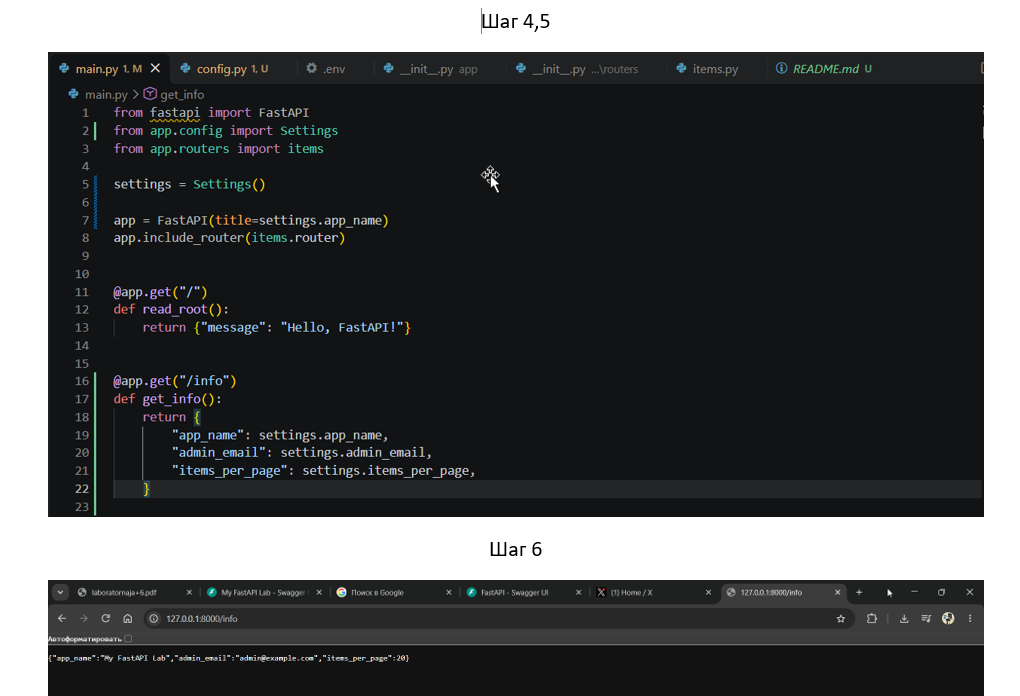 Шаг 4,5
main.py 1, M config.py 1, U .env __init__.py app __init__.py ...\routers items.py README.md U
main.py > get_info
1 from fastapi import FastAPI
2 from app.config import Settings
3 from app.routers import items
4
5 settings = Settings()
6
7 app = FastAPI(title=settings.app_name)
8 app.include_router(items.router)
9
10
11 @app.get("/")
12 def read_root():
13 return {"message": "Hello, FastAPI!"}
14
15
16 @app.get("/info")
17 def get_info():
18 return {
19 "app_name": settings.app_name,
20 "admin_email": settings.admin_email,
21 "items_per_page": settings.items_per_page,
22 }
23
Шаг 6
laboratornaja+6.pdf My FastAPI Lab - Swagger Поиск в Google FastAPI - Swagger UI (1) Home / X 127.0.0.1:8000/info
127.0.0.1:8000/info
Автоформатировать
{"app_name":"My FastAPI Lab","admin_email":"admin@example.com","items_per_page":20}